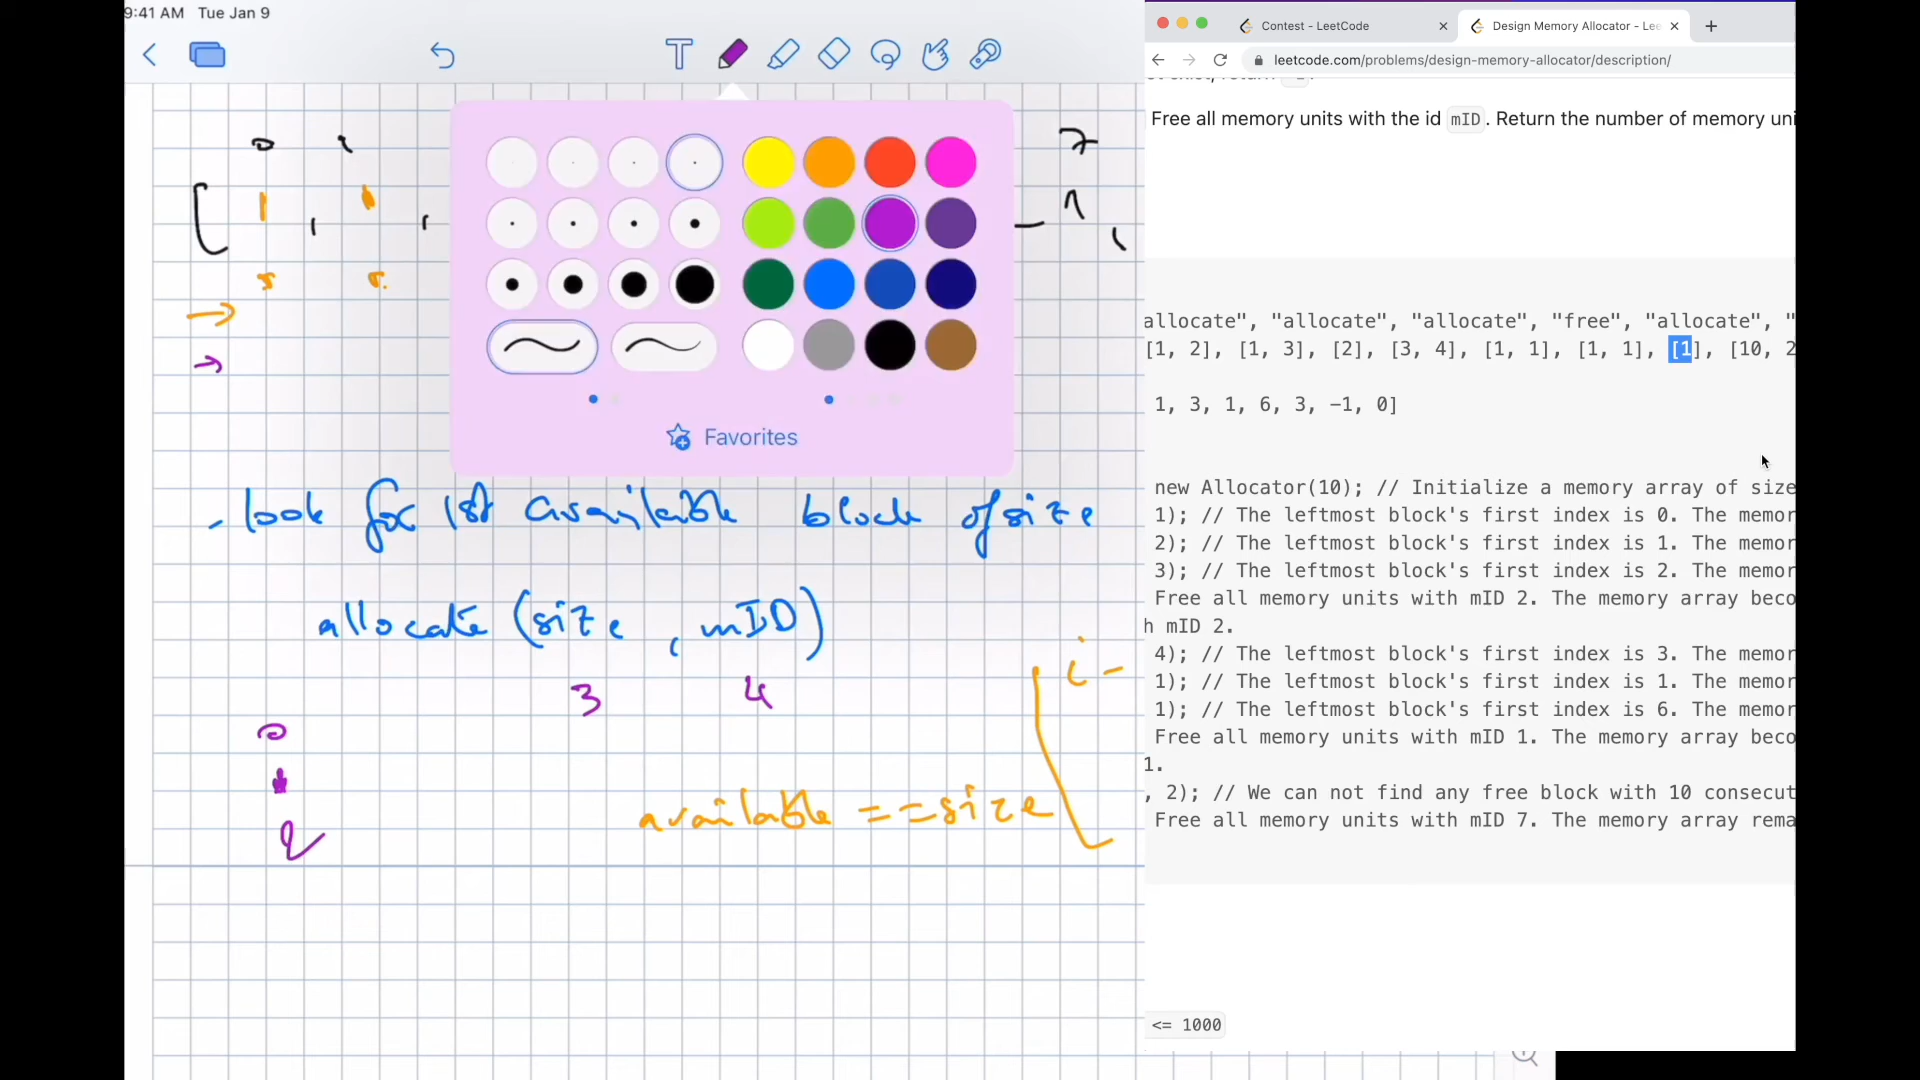 9:41 AM Tue Jan 9
T
0 1
7
[ 1 , 1
1
→
→
Favorites
- look for 1st available block of size
allocate (size , mID)
3 4
i -
0
available == size
Contest - LeetCode
Design Memory Allocator - Lee
leetcode.com/problems/design-memory-allocator/description/
Free all memory units with the id mID. Return the number of memory uni
allocate", "allocate", "allocate", "free", "allocate", "
[1, 2], [1, 3], [2], [3, 4], [1, 1], [1, 1], [1], [10, 2
1, 3, 1, 6, 3, -1, 0]
new Allocator(10); // Initialize a memory array of size
1); // The leftmost block's first index is 0. The memor
2); // The leftmost block's first index is 1. The memor
3); // The leftmost block's first index is 2. The memor
Free all memory units with mID 2. The memory array beco
h mID 2.
4); // The leftmost block's first index is 3. The memor
1); // The leftmost block's first index is 1. The memor
1); // The leftmost block's first index is 6. The memor
Free all memory units with mID 1. The memory array beco
1.
, 2); // We can not find any free block with 10 consecut
Free all memory units with mID 7. The memory array rema
<= 1000